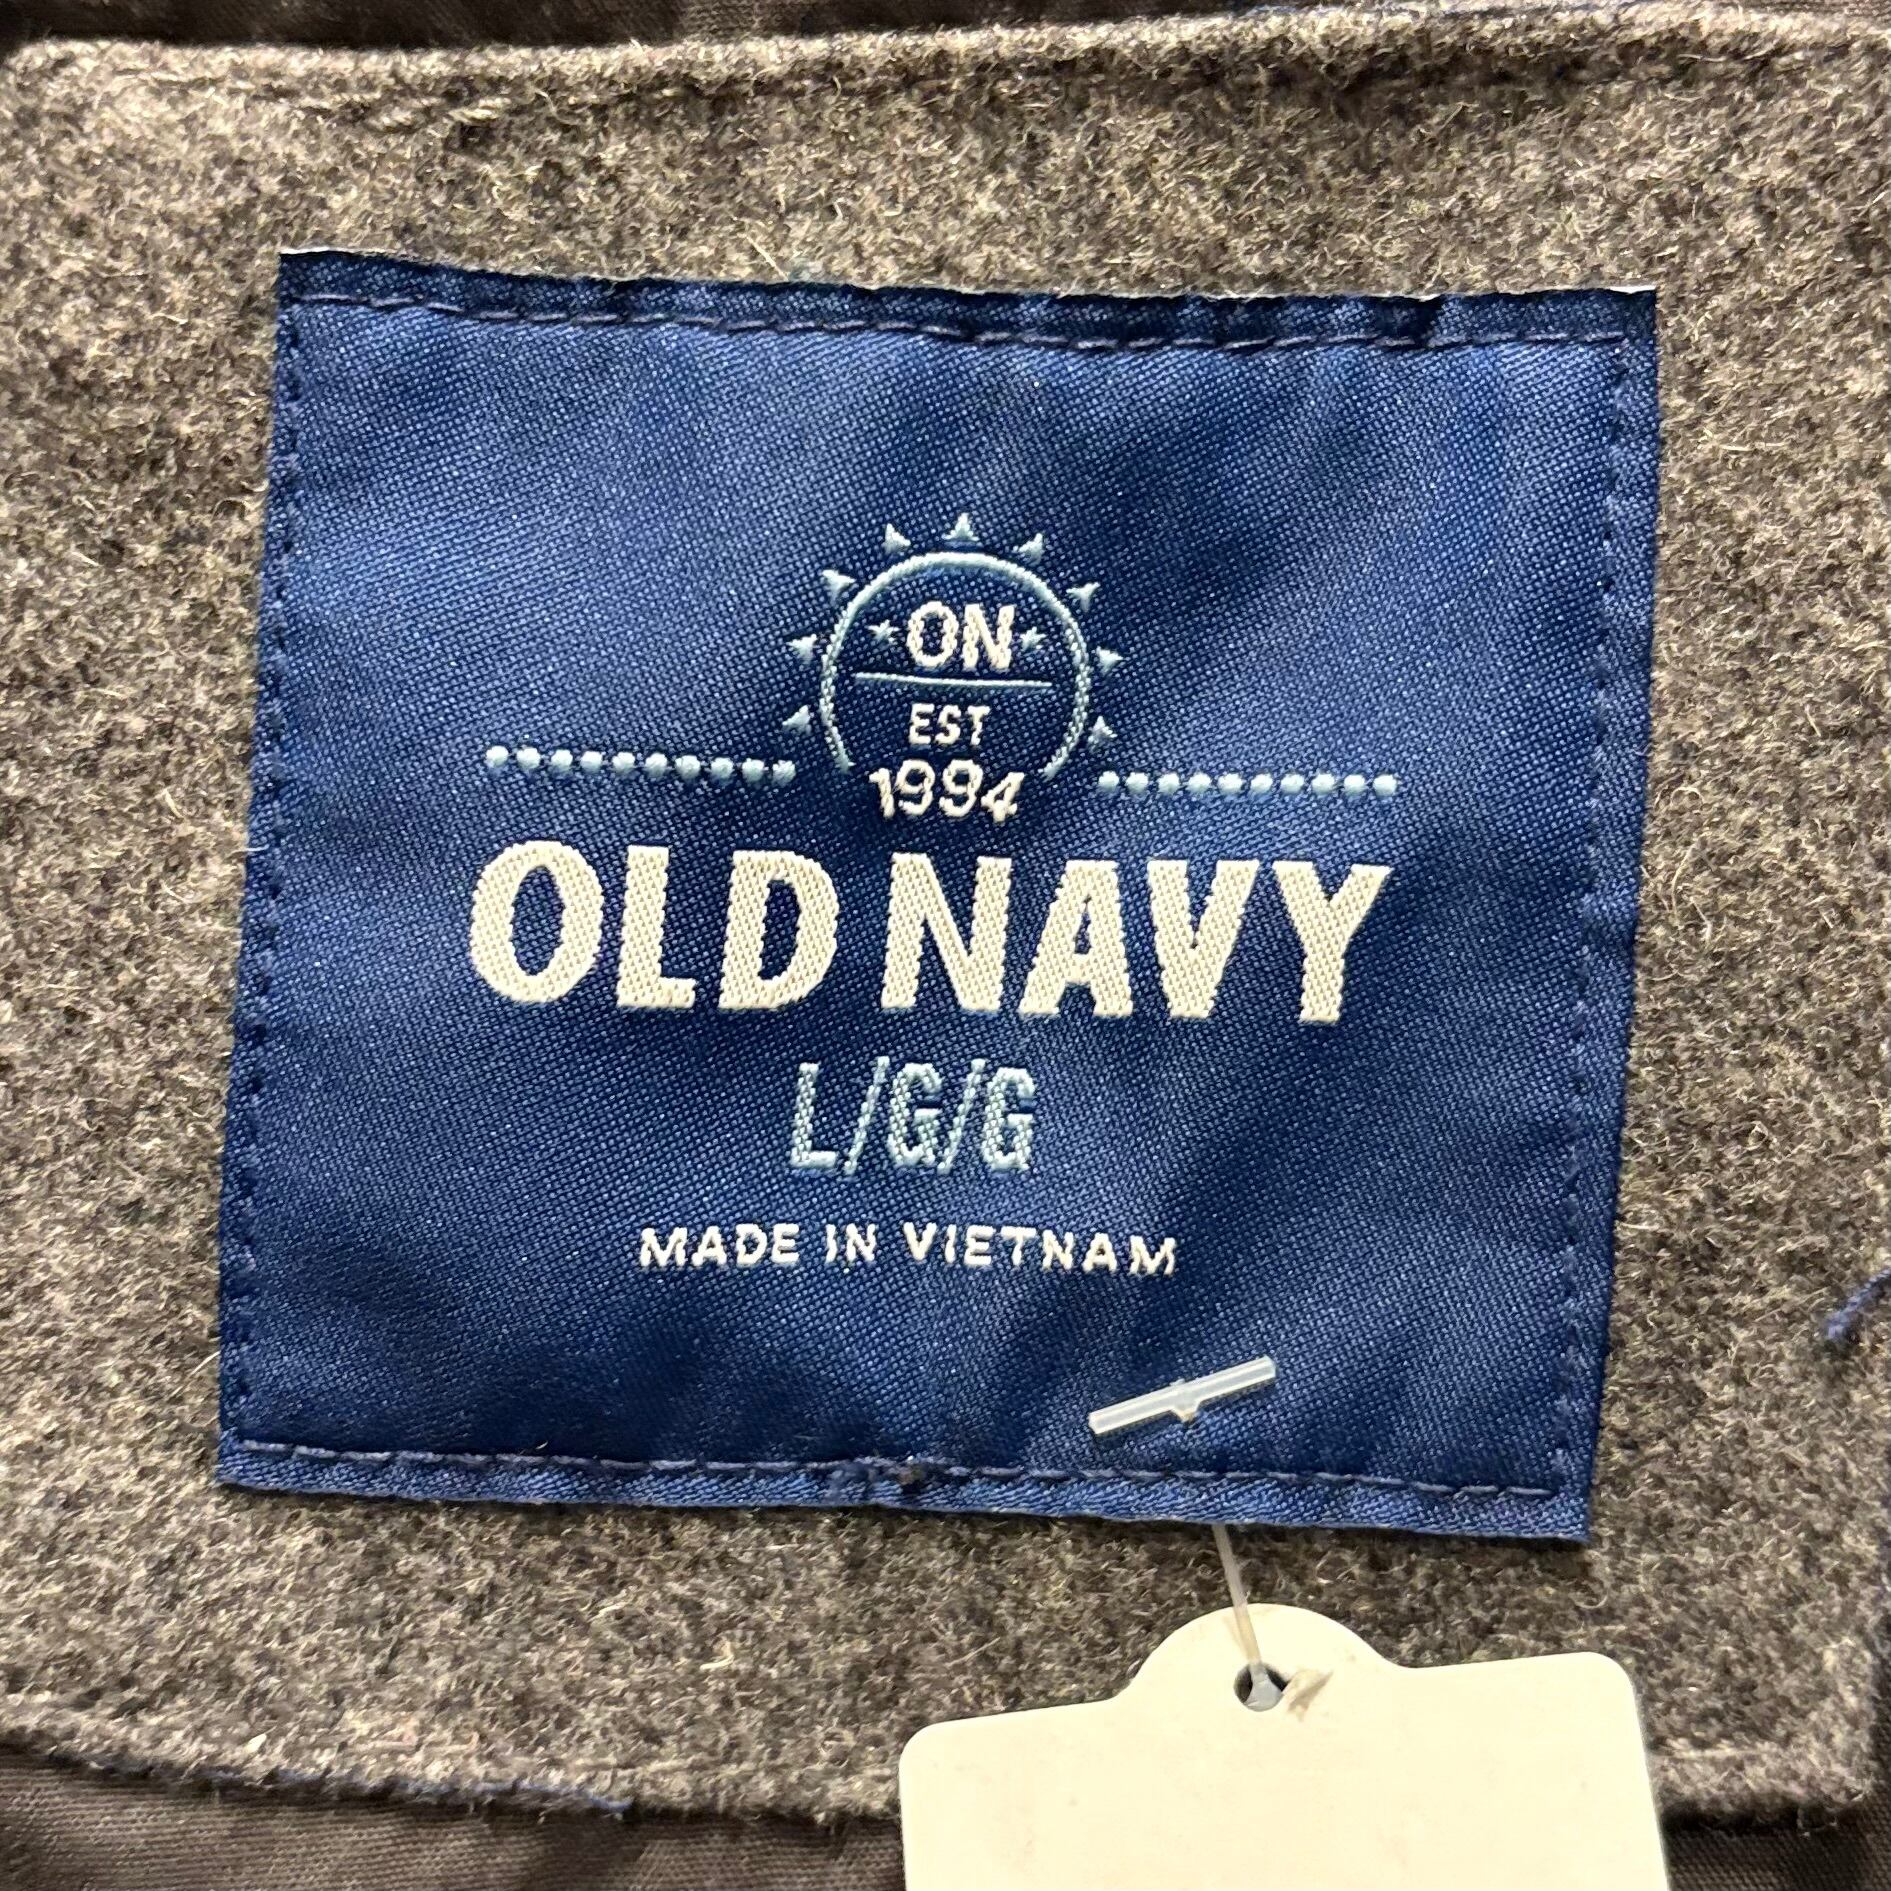 ON
EST
1994
OLD NAVY
L/G/G
MADE IN VIETNAM